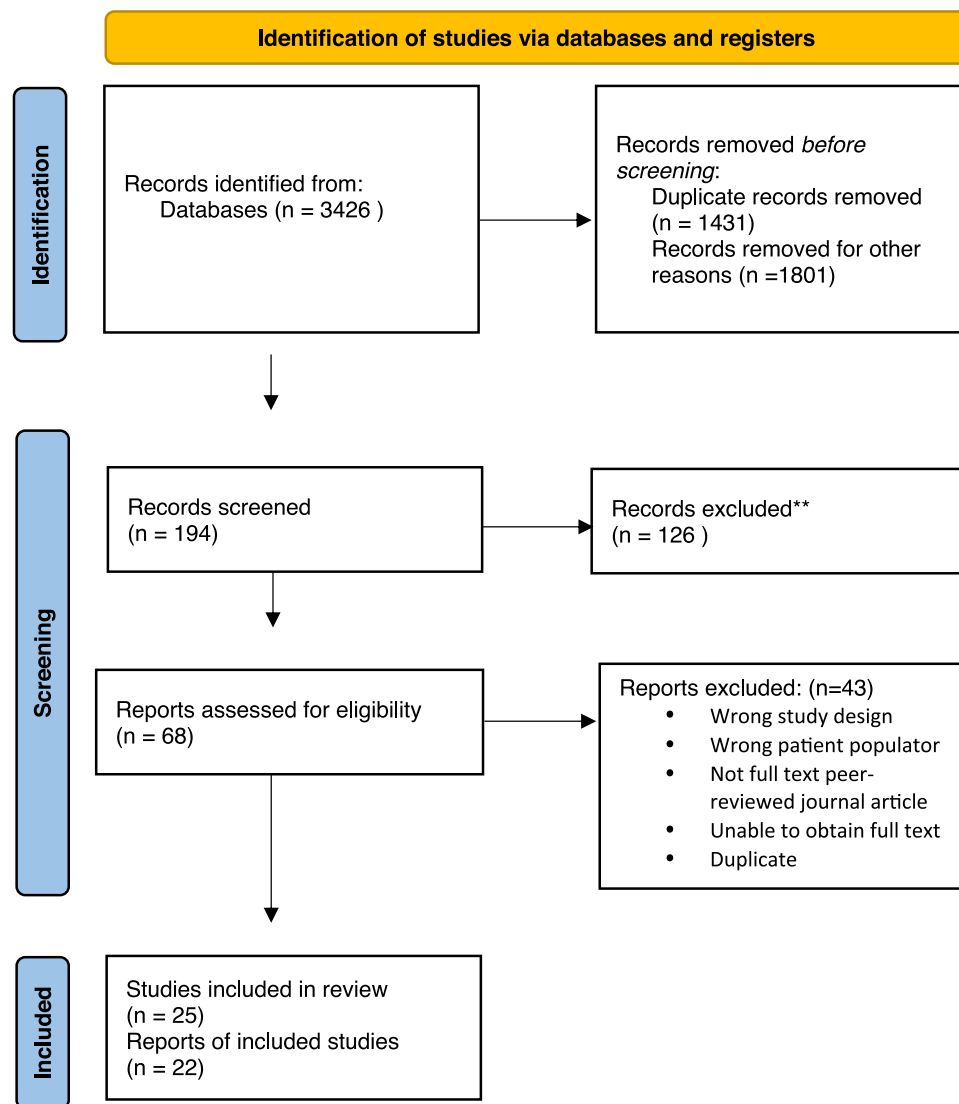 Identification of studies via databases and registers
Identification
Records identified from:
Databases (n = 3426 )
Records removed before
screening:
Duplicate records removed
(n = 1431)
Records removed for other
reasons (n =1801)
Screening
Records screened
(n = 194)
Records excluded**
(n = 126 )
Reports assessed for eligibility
(n = 68)
Reports excluded: (n=43)
• Wrong study design
• Wrong patient populator
• Not full text peer-
reviewed journal article
• Unable to obtain full text
• Duplicate
Included
Studies included in review
(n = 25)
Reports of included studies
(n = 22)